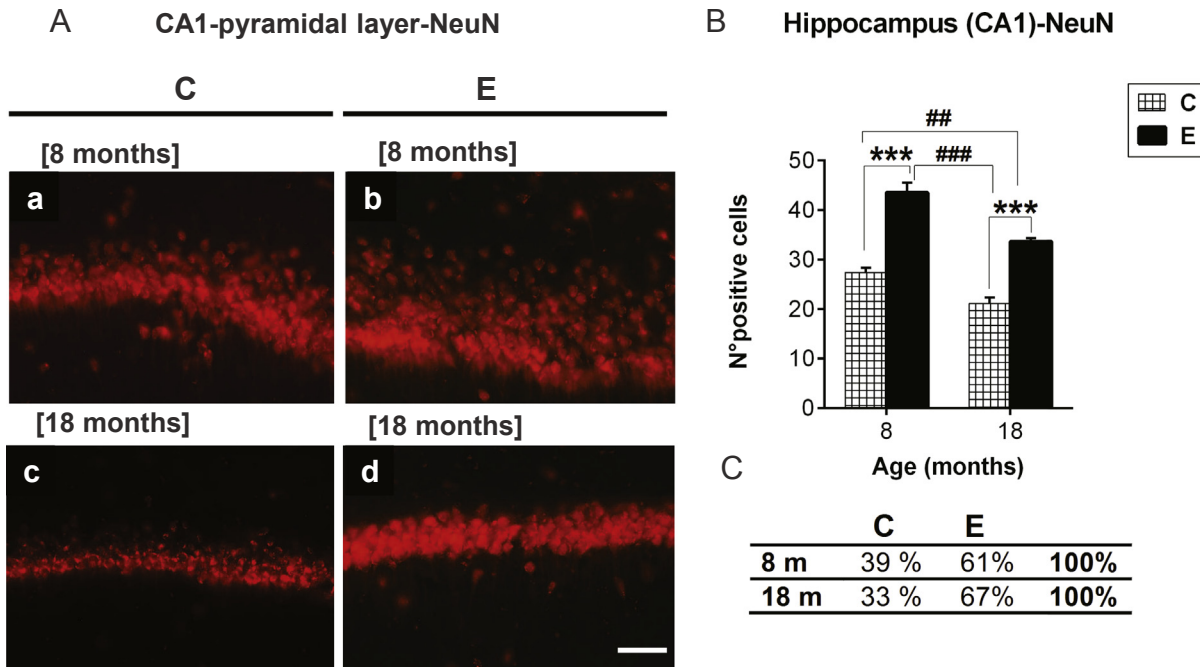 A CA1-pyramidal layer-NeuN
C E
[8 months] [8 months]
a b
[18 months] [18 months]
c d
B Hippocampus (CA1)-NeuN
C
E
##
*** ###
***
N°positive cells
50
40
30
20
10
0
8 18
Age (months)
C
C E
8 m 39 % 61% 100%
18 m 33 % 67% 100%